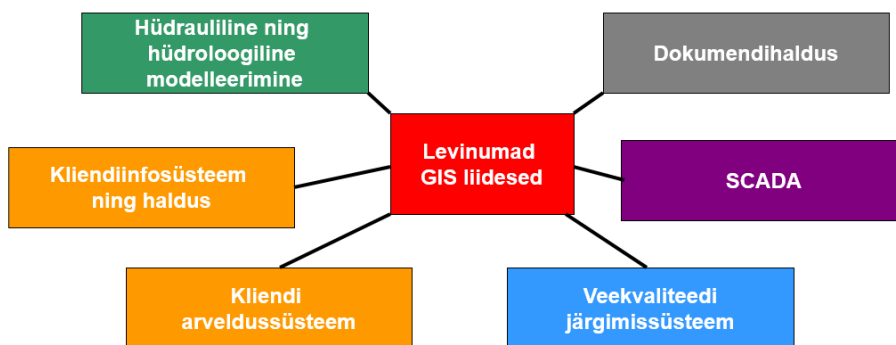 Hüdrauliline ning
hüdroloogiline
modelleerimine
Dokumendihaldus
Levinumad
GIS liidesed
Kliendiinfosüsteem
ning haldus
SCADA
Kliendi
arveldussüsteem
Veekvaliteedi
järgimissüsteem